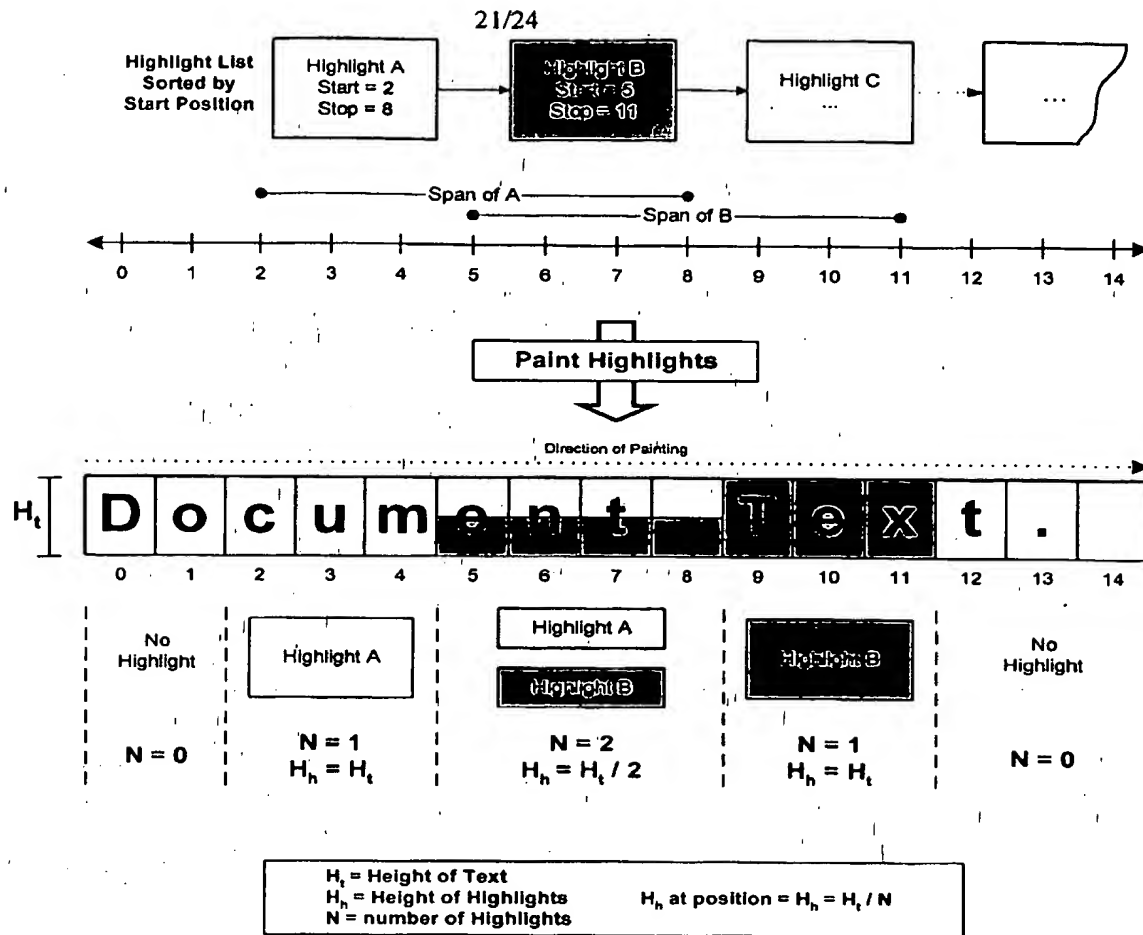 21/24
Highlight List
Sorted by
Start Position
Highlight A
Start = 2
Stop = 8
Highlight B
Start = 5
Stop = 11
Highlight C
...
...
Span of A
Span of B
0 1 2 3 4 5 6 7 8 9 10 11 12 13 14
Paint Highlights
Direction of Painting
Hₜ
D o c u m e n t T e x t .
0 1 2 3 4 5 6 7 8 9 10 11 12 13 14
No
Highlight
N = 0
Highlight A
N = 1
Hₕ = Hₜ
Highlight A
Highlight B
N = 2
Hₕ = Hₜ / 2
Highlight B
N = 1
Hₕ = Hₜ
No
Highlight
N = 0
Hₜ = Height of Text
Hₕ = Height of Highlights
N = number of Highlights
Hₕ at position = Hₕ = Hₜ / N